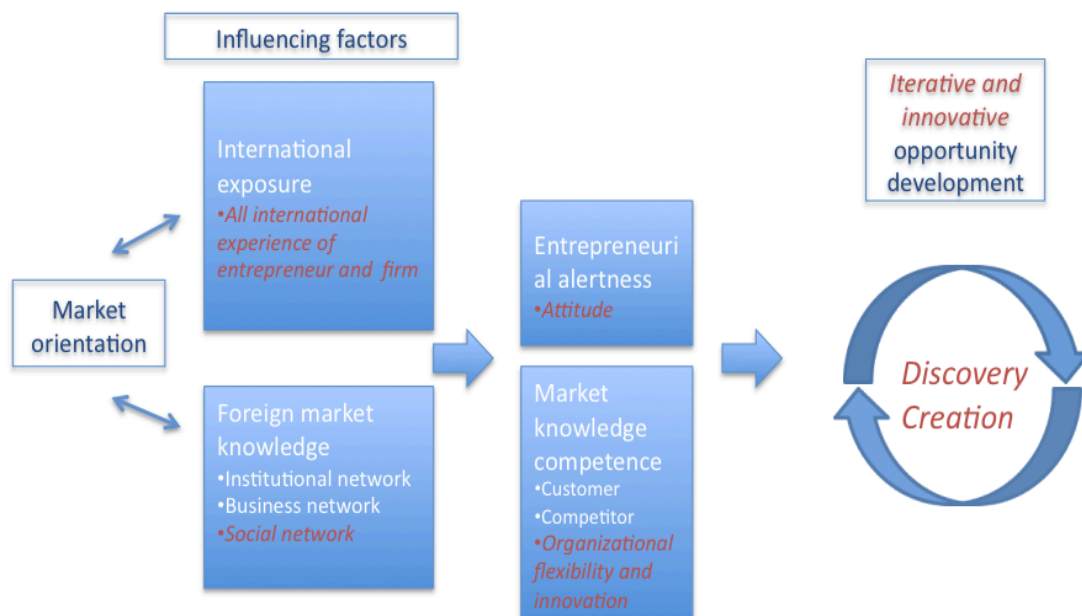 Influencing factors
International
exposure
•All international
experience of
entrepreneur and firm
Market
orientation
Foreign market
knowledge
•Institutional network
•Business network
•Social network
Entrepreneuri
al alertness
•Attitude
Market
knowledge
competence
•Customer
•Competitor
•Organizational
flexibility and
innovation
Iterative and
innovative
opportunity
development
Discovery
Creation